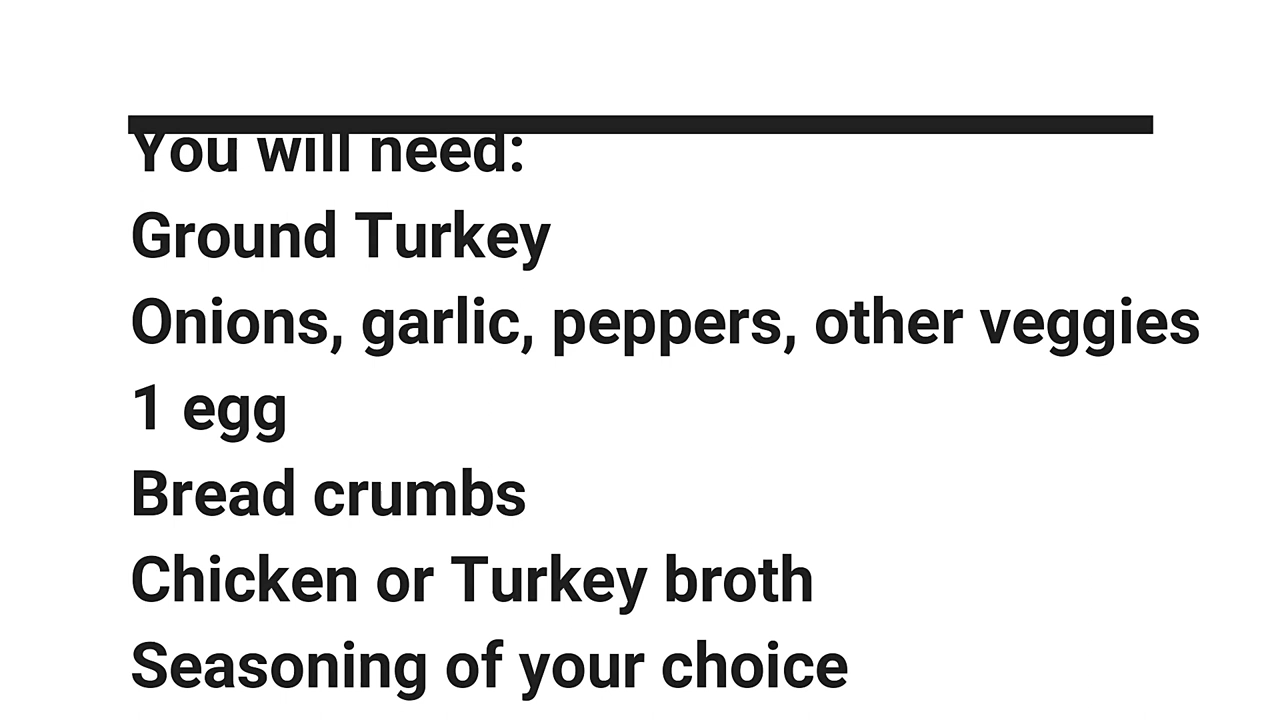 You will need:
Ground Turkey
Onions, garlic, peppers, other veggies
1 egg
Bread crumbs
Chicken or Turkey broth
Seasoning of your choice